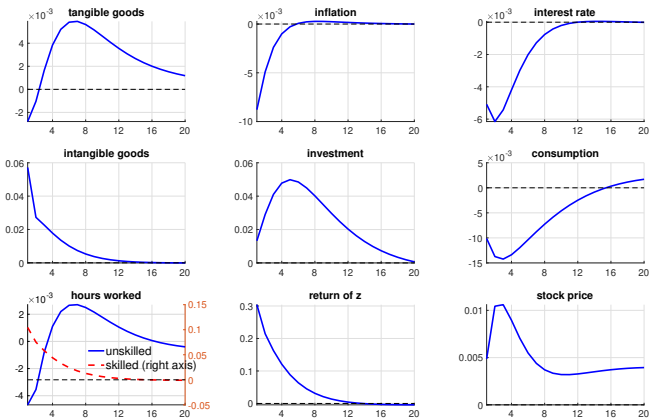 tangible goods
×10-3
4
2
0
-2
4 8 12 16 20
inflation
×10-3
0
-5
-10
4 8 12 16 20
interest rate
×10-3
0
-2
-4
-6
4 8 12 16 20
intangible goods
0.06
0.04
0.02
0
4 8 12 16 20
investment
0.06
0.04
0.02
0
4 8 12 16 20
consumption
×10-3
5
0
-5
-10
-15
4 8 12 16 20
hours worked
×10-3
2
0
-2
-4
0.15
0.1
0.05
0
-0.05
unskilled
skilled (right axis)
4 8 12 16 20
return of z
0.3
0.2
0.1
0
4 8 12 16 20
stock price
0.01
0.005
0
4 8 12 16 20